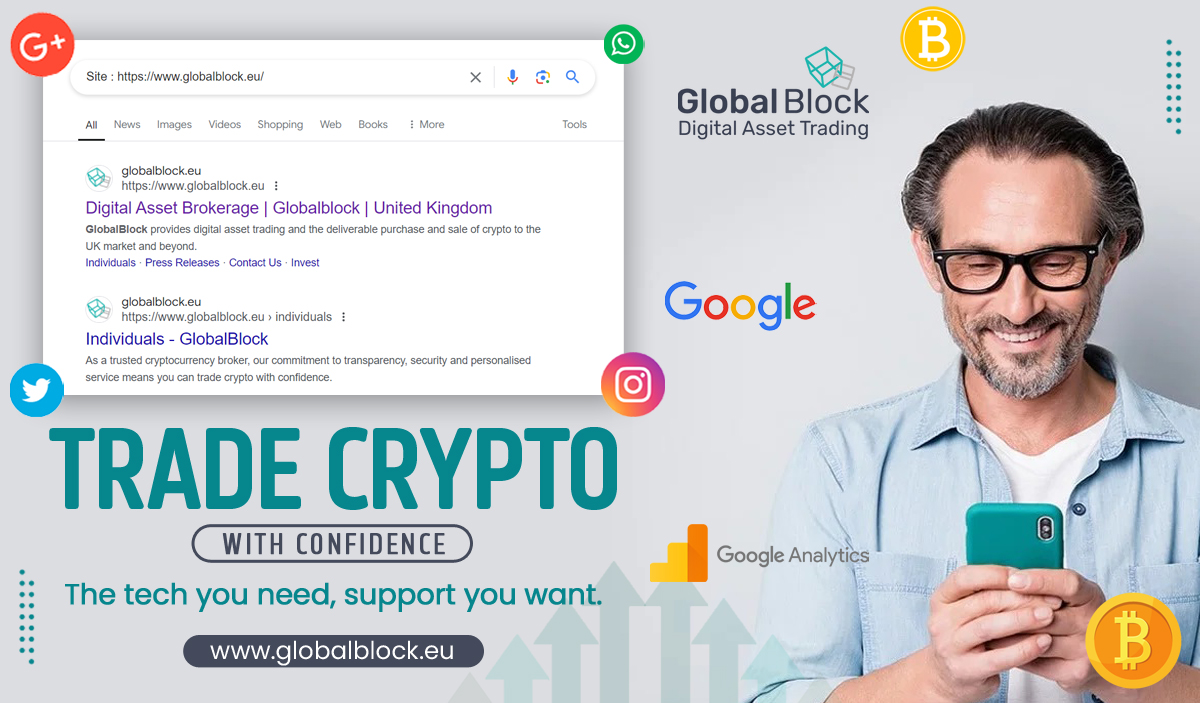 G+
Site : https://www.globalblock.eu/
All News Images Videos Shopping Web Books ⋮ More Tools
globalblock.eu
https://www.globalblock.eu ⋮
Digital Asset Brokerage | Globalblock | United Kingdom
GlobalBlock provides digital asset trading and the deliverable purchase and sale of crypto to the
UK market and beyond.
Individuals · Press Releases · Contact Us · Invest
globalblock.eu
https://www.globalblock.eu › individuals ⋮
Individuals - GlobalBlock
As a trusted cryptocurrency broker, our commitment to transparency, security and personalised
service means you can trade crypto with confidence.
TRADE CRYPTO
WITH CONFIDENCE
The tech you need, support you want.
www.globalblock.eu
Global Block
Digital Asset Trading
Google
Google Analytics